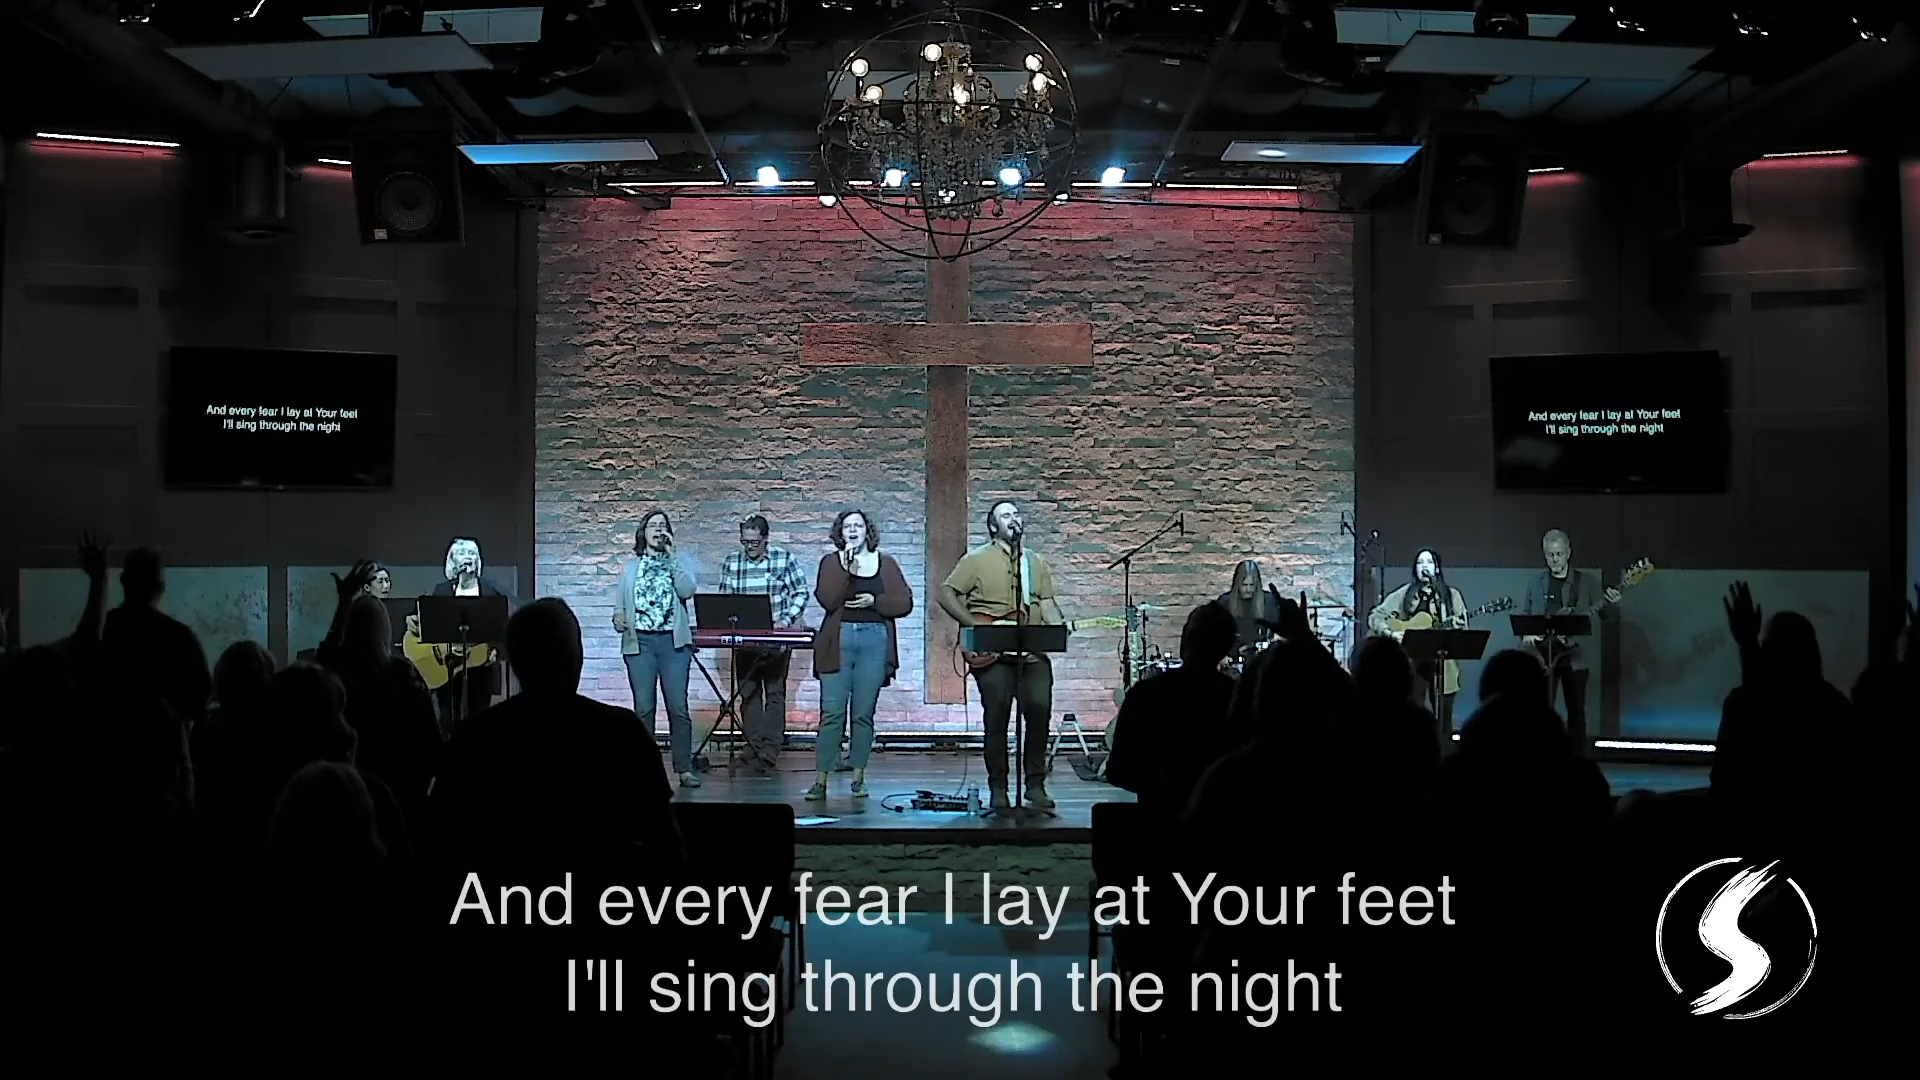 And every fear I lay at Your feet
I'll sing through the night
And every fear I lay at Your feet
I'll sing through the night
And every fear I lay at Your feet
I'll sing through the night